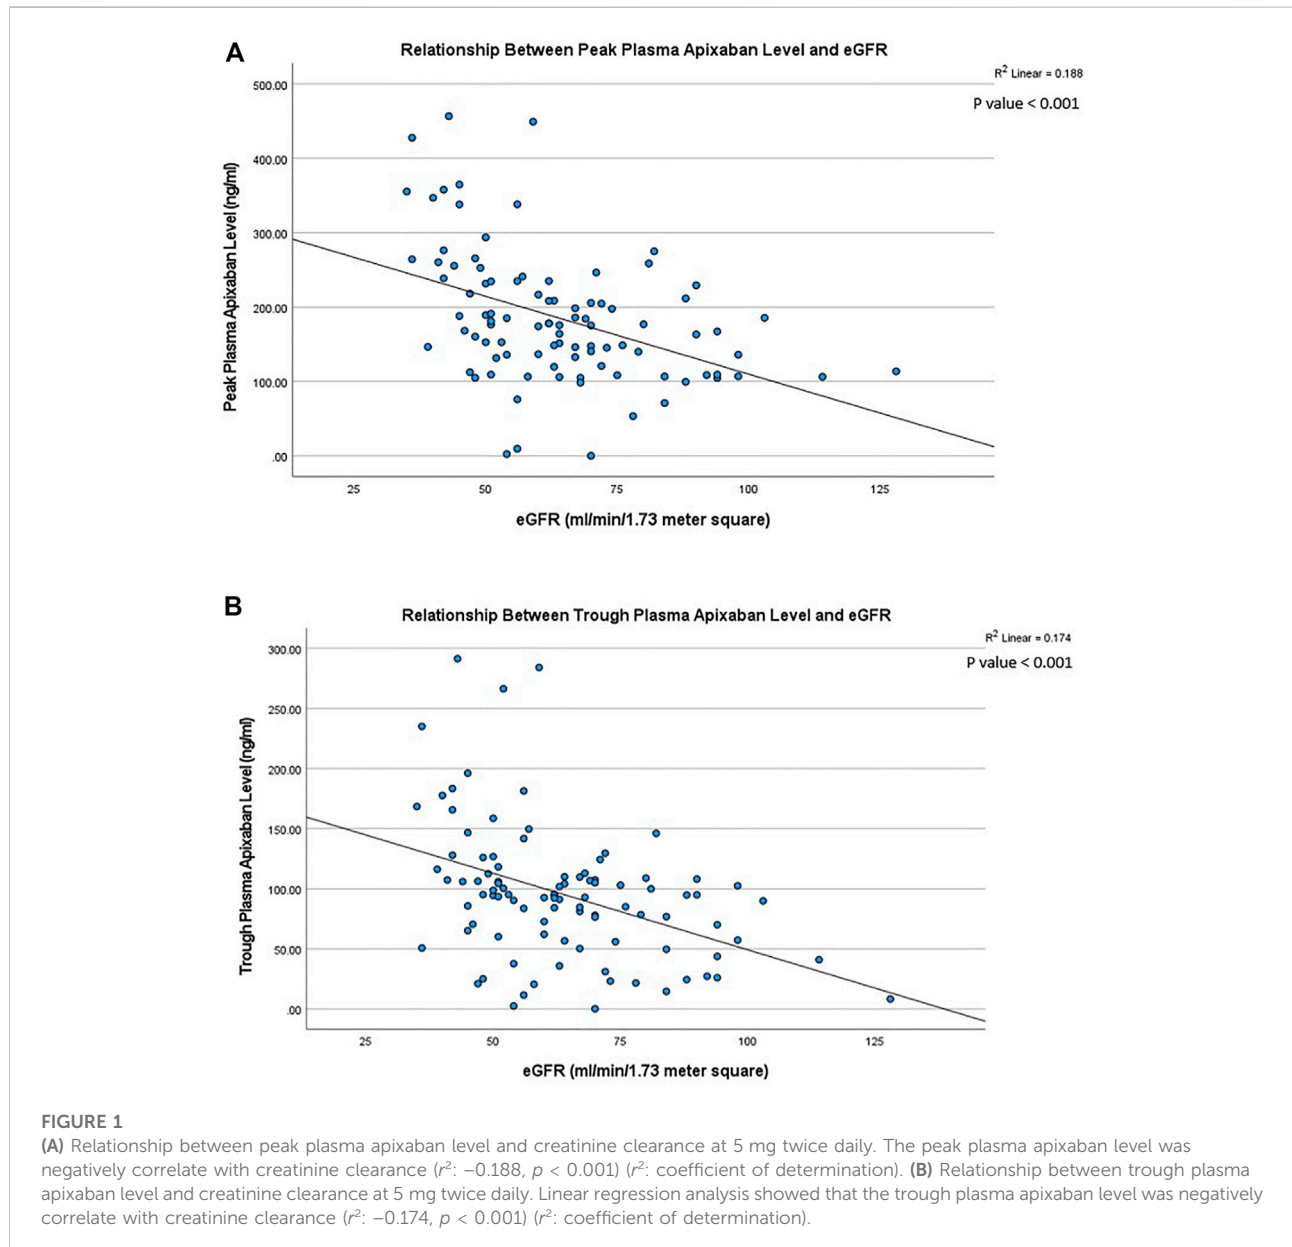 A
Relationship Between Peak Plasma Apixaban Level and eGFR
R2 Linear = 0.188
P value < 0.001
500.00
400.00
300.00
200.00
100.00
.00
Peak Plasma Apixaban Level (ng/ml)
25 50 75 100 125
eGFR (ml/min/1.73 meter square)
B
Relationship Between Trough Plasma Apixaban Level and eGFR
R2 Linear = 0.174
P value < 0.001
300.00
250.00
200.00
150.00
100.00
50.00
.00
Trough Plasma Apixaban Level (ng/ml)
25 50 75 100 125
eGFR (ml/min/1.73 meter square)
FIGURE 1
(A) Relationship between peak plasma apixaban level and creatinine clearance at 5 mg twice daily. The peak plasma apixaban level was
negatively correlate with creatinine clearance (r2: −0.188, p < 0.001) (r2: coefficient of determination). (B) Relationship between trough plasma
apixaban level and creatinine clearance at 5 mg twice daily. Linear regression analysis showed that the trough plasma apixaban level was negatively
correlate with creatinine clearance (r2: −0.174, p < 0.001) (r2: coefficient of determination).